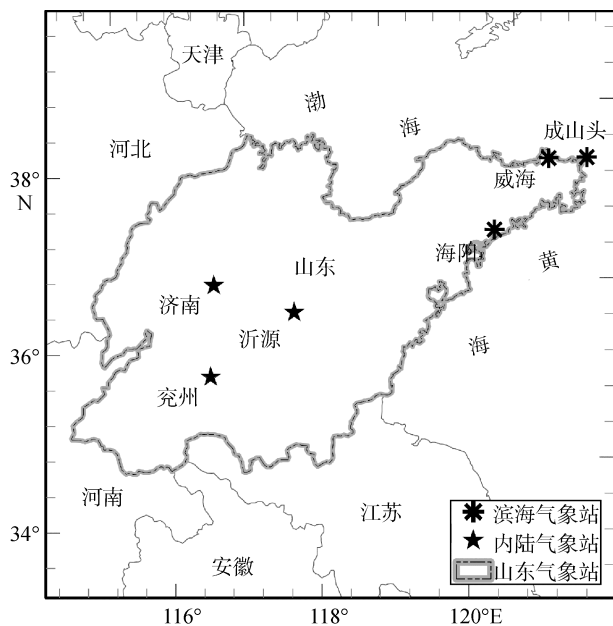 天津
渤
海
成山头
河北
38°
N
威海
海阳
黄
山东
济南
沂源
海
36°
兖州
河南
江苏
滨海气象站
34°
内陆气象站
安徽
山东气象站
116°
118°
120°E